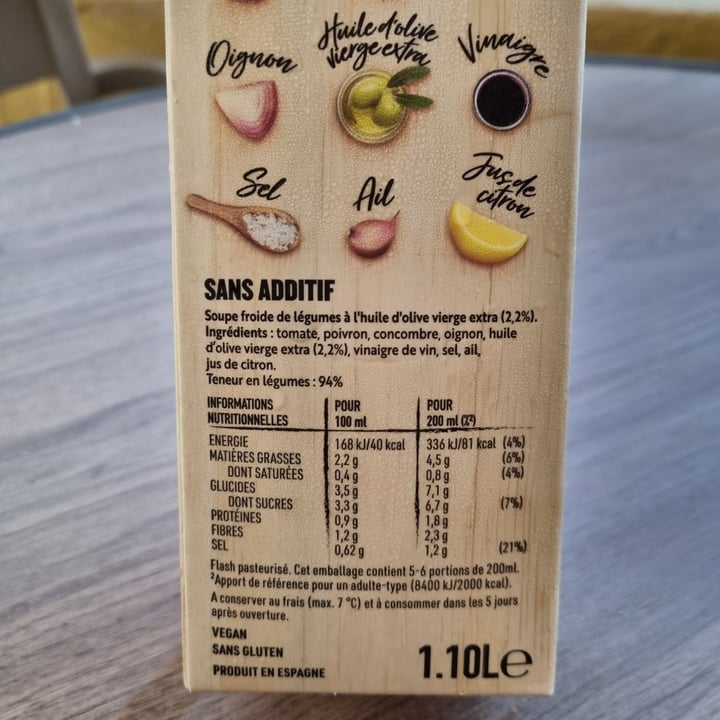 Oignon
Huile d'olive
vierge extra
Vinaigre
Sel
Ail
Jus de
citron
SANS ADDITIF
Soupe froide de légumes à l'huile d'olive vierge extra (2,2%).
Ingrédients : tomate, poivron, concombre, oignon, huile
d'olive vierge extra (2,2%), vinaigre de vin, sel, ail,
jus de citron.
Teneur en légumes : 94%
INFORMATIONS
NUTRITIONNELLES
POUR
100 ml
POUR
200 ml (%²)
ENERGIE 168 kJ/40 kcal 336 kJ/81 kcal (4%)
MATIÈRES GRASSES 2,2 g 4,5 g (6%)
DONT SATURÉES 0,4 g 0,8 g (4%)
GLUCIDES 3,5 g 7,1 g
DONT SUCRES 3,3 g 6,7 g (7%)
PROTÉINES 0,9 g 1,8 g
FIBRES 1,2 g 2,3 g
SEL 0,62 g 1,2 g (21%)
Flash pasteurisé. Cet emballage contient 5-6 portions de 200ml.
²Apport de référence pour un adulte-type (8400 kJ/2000 kcal).
A conserver au frais (max. 7 °C) et à consommer dans les 5 jours
après ouverture.
VEGAN
SANS GLUTEN
PRODUIT EN ESPAGNE
1.10L℮